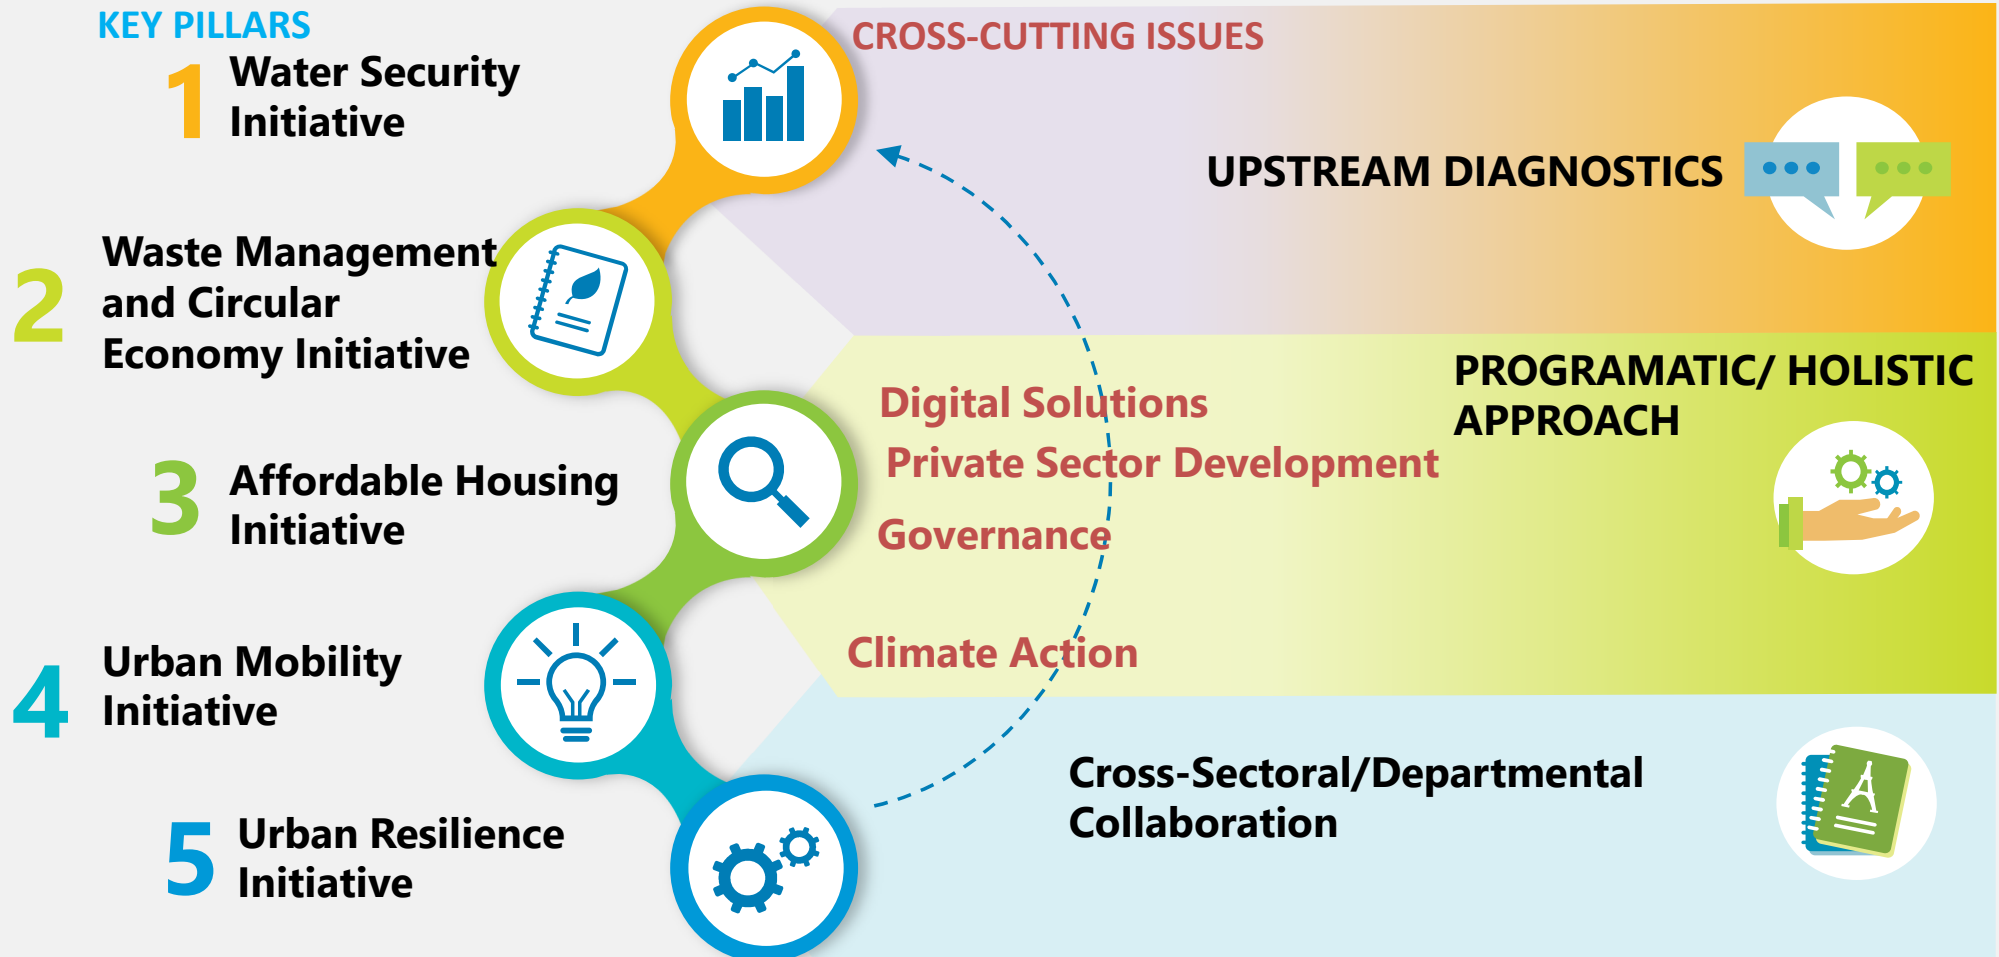 KEY PILLARS
1
Water Security
Initiative
2
Waste Management
and Circular
Economy Initiative
3
Affordable Housing
Initiative
4
Urban Mobility
Initiative
5
Urban Resilience
Initiative
CROSS-CUTTING ISSUES
Digital Solutions
Private Sector Development
Governance
Climate Action
UPSTREAM DIAGNOSTICS
PROGRAMATIC/ HOLISTIC
APPROACH
Cross-Sectoral/Departmental
Collaboration